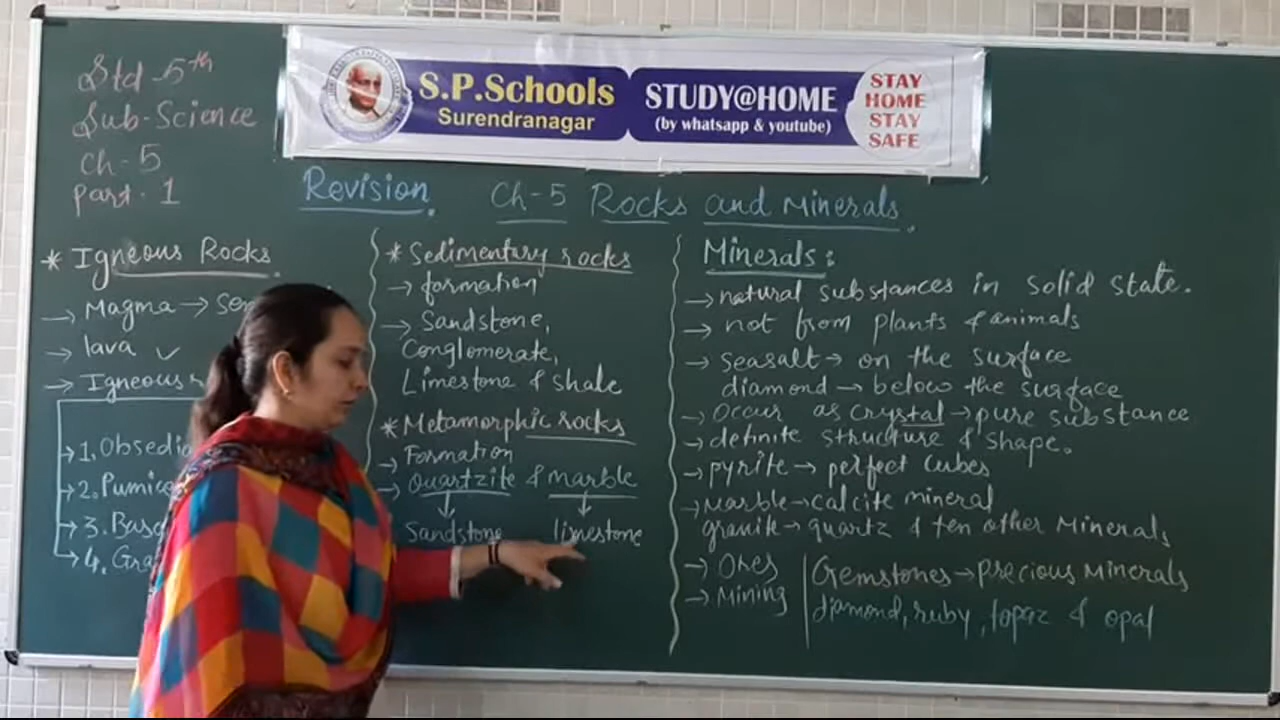 Std - 5th
Sub-Science
Ch - 5
Part - 1
S.P.Schools
Surendranagar
STUDY@HOME
(by whatsapp & youtube)
STAY
HOME
STAY
SAFE
Revision Ch-5 Rocks and Minerals.
* Igneous Rocks
→ Magma → sem
→ lava ✓
→ Igneous
→ 1. Obsedia
→ 2. Pumice
→ 3. Basa
→ 4. Gra
* Sedimentary rocks
→ formation
→ Sandstone,
Conglomerate,
Limestone & Shale
* Metamorphic rocks
→ Formation
→ Quartzite & marble
↓ ↓
Sandstone limestone
Minerals:
→ natural substances in solid state.
→ not from plants & animals
→ seasalt → on the surface
diamond → below the surface
→ Occur as crystal → pure substance
→ definite structure & shape.
→ pyrite → perfect cubes
→ Marble → calcite mineral
granite → quartz & ten other Minerals
→ Ores
→ Mining
Gemstones → precious Minerals
diamond, ruby, topaz & opal